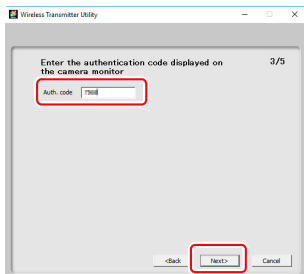 Wireless Transmitter Utility
Enter the authentication code displayed on 3/5
the camera monitor
Auth. code
<Back Next> Cancel